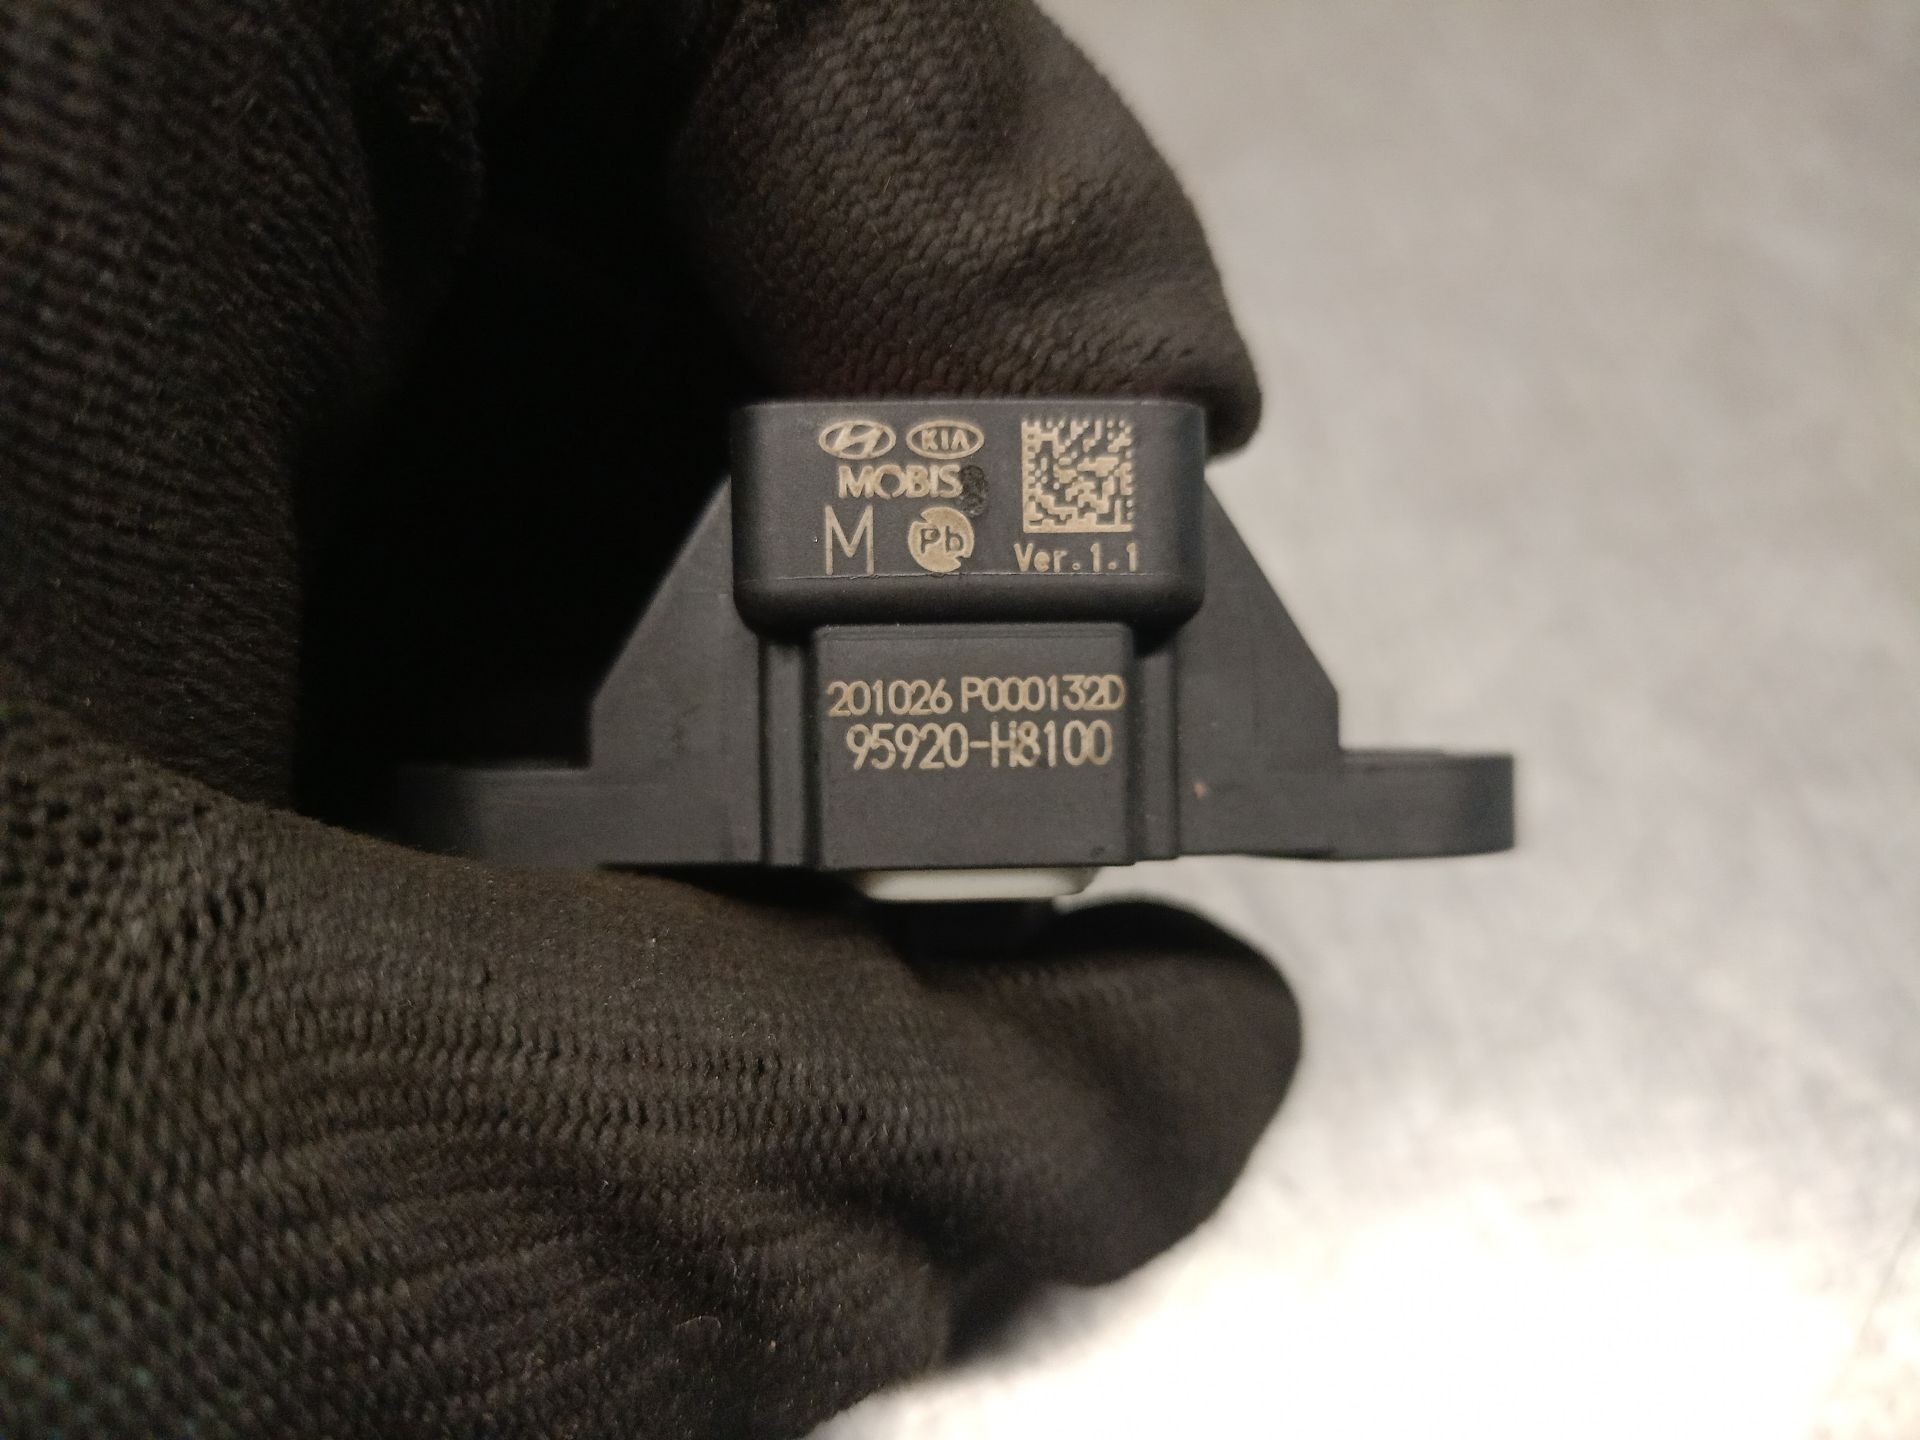 KIA
MOBIS
M Pb Ver.1.1
201026 P000132D
95920-H8100